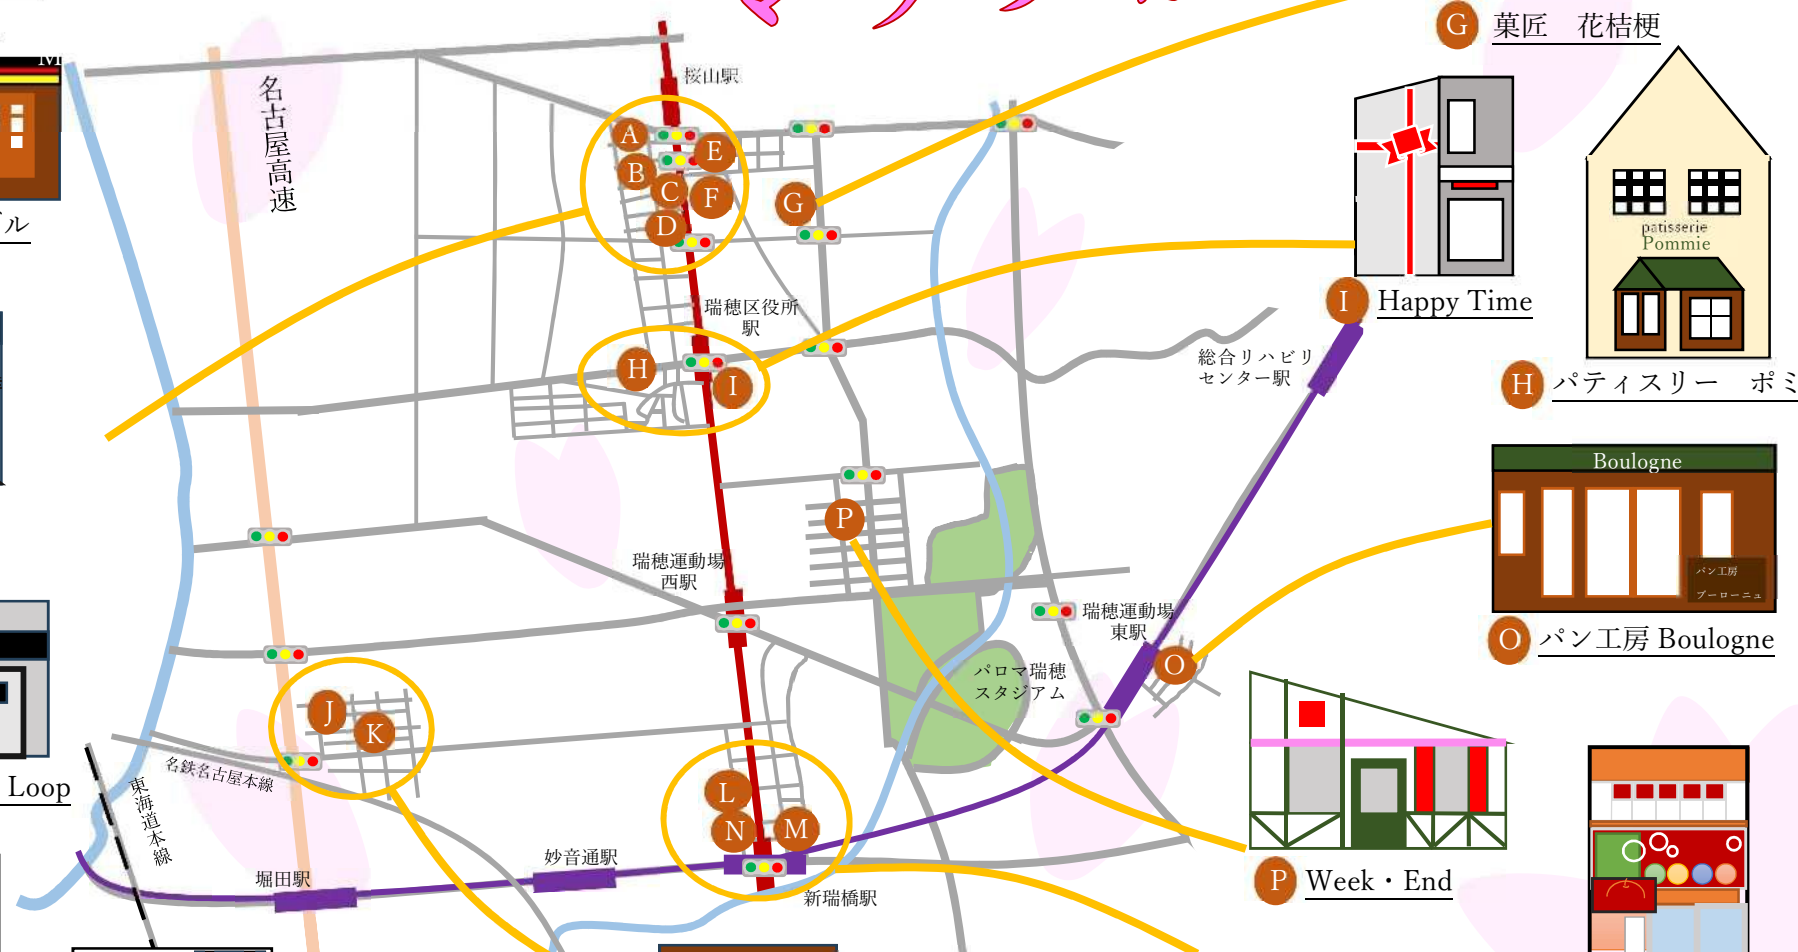 G 菓匠　花桔梗
桜山駅
名古屋高速
A
E
B
C
F
G
D
patisserie
Pommie
瑞穂区役所
駅
I Happy Time
総合リハビリ
センター駅
H
I
H パティスリー　ポミ
Boulogne
P
瑞穂運動場
西駅
パン工房
ブーローニュ
瑞穂運動場
東駅
O
O パン工房 Boulogne
パロマ瑞穂
スタジアム
J
K
名鉄名古屋本線
東海道本線
Loop
L
N
M
妙音通駅
堀田駅
新瑞橋駅
P Week・End